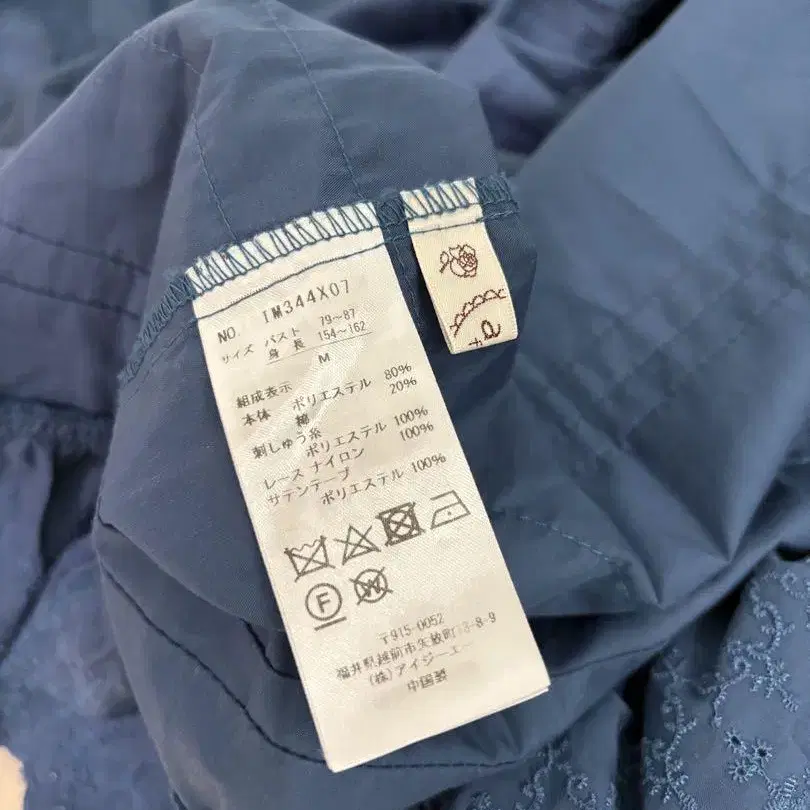 NO. IM344X07
サイズ バスト 79~87
身長 154~162
M
組成表示
本体 ポリエステル 80%
綿 20%
刺しゅう糸
ポリエステル 100%
レース ナイロン 100%
サテンテープ
ポリエステル 100%
F
W
〒915-0052
福井県越前市矢放町13-8-9
(株)アイジーエー
中国製